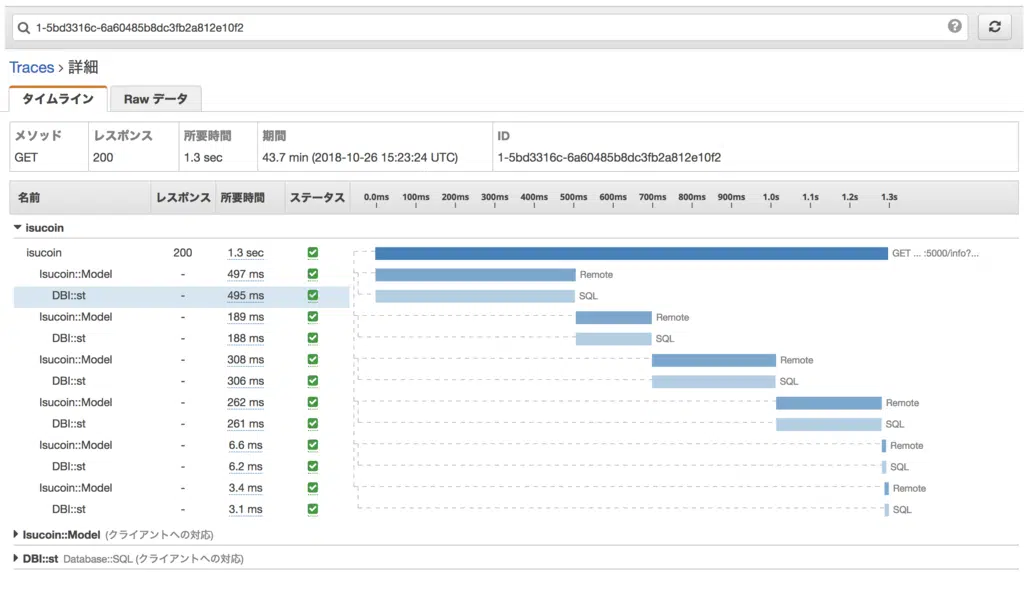 1-5bd3316c-6a60485b8dc3fb2a812e10f2
Traces › 詳細
タイムライン Raw データ
メソッド レスポンス 所要時間 期間 ID
GET 200 1.3 sec 43.7 min (2018-10-26 15:23:24 UTC) 1-5bd3316c-6a60485b8dc3fb2a812e10f2
名前 レスポンス 所要時間 ステータス 0.0ms 100ms 200ms 300ms 400ms 500ms 600ms 700ms 800ms 900ms 1.0s 1.1s 1.2s 1.3s
isucoin
isucoin 200 1.3 sec GET ... :5000/info?...
Isucoin::Model - 497 ms Remote
DBI::st - 495 ms SQL
Isucoin::Model - 189 ms Remote
DBI::st - 188 ms SQL
Isucoin::Model - 308 ms Remote
DBI::st - 306 ms SQL
Isucoin::Model - 262 ms Remote
DBI::st - 261 ms SQL
Isucoin::Model - 6.6 ms Remote
DBI::st - 6.2 ms SQL
Isucoin::Model - 3.4 ms Remote
DBI::st - 3.1 ms SQL
Isucoin::Model (クライアントへの対応)
DBI::st Database::SQL (クライアントへの対応)